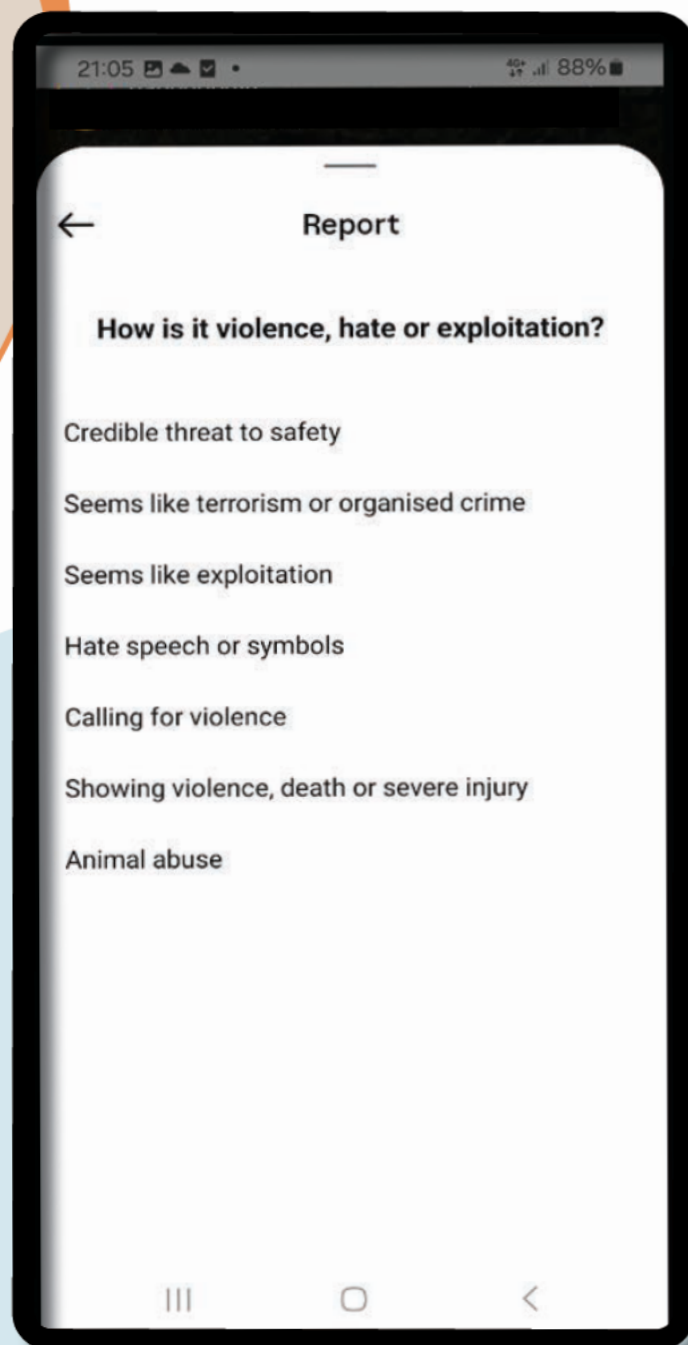 21:05
4G+ 88%
Report
How is it violence, hate or exploitation?
Credible threat to safety
Seems like terrorism or organised crime
Seems like exploitation
Hate speech or symbols
Calling for violence
Showing violence, death or severe injury
Animal abuse